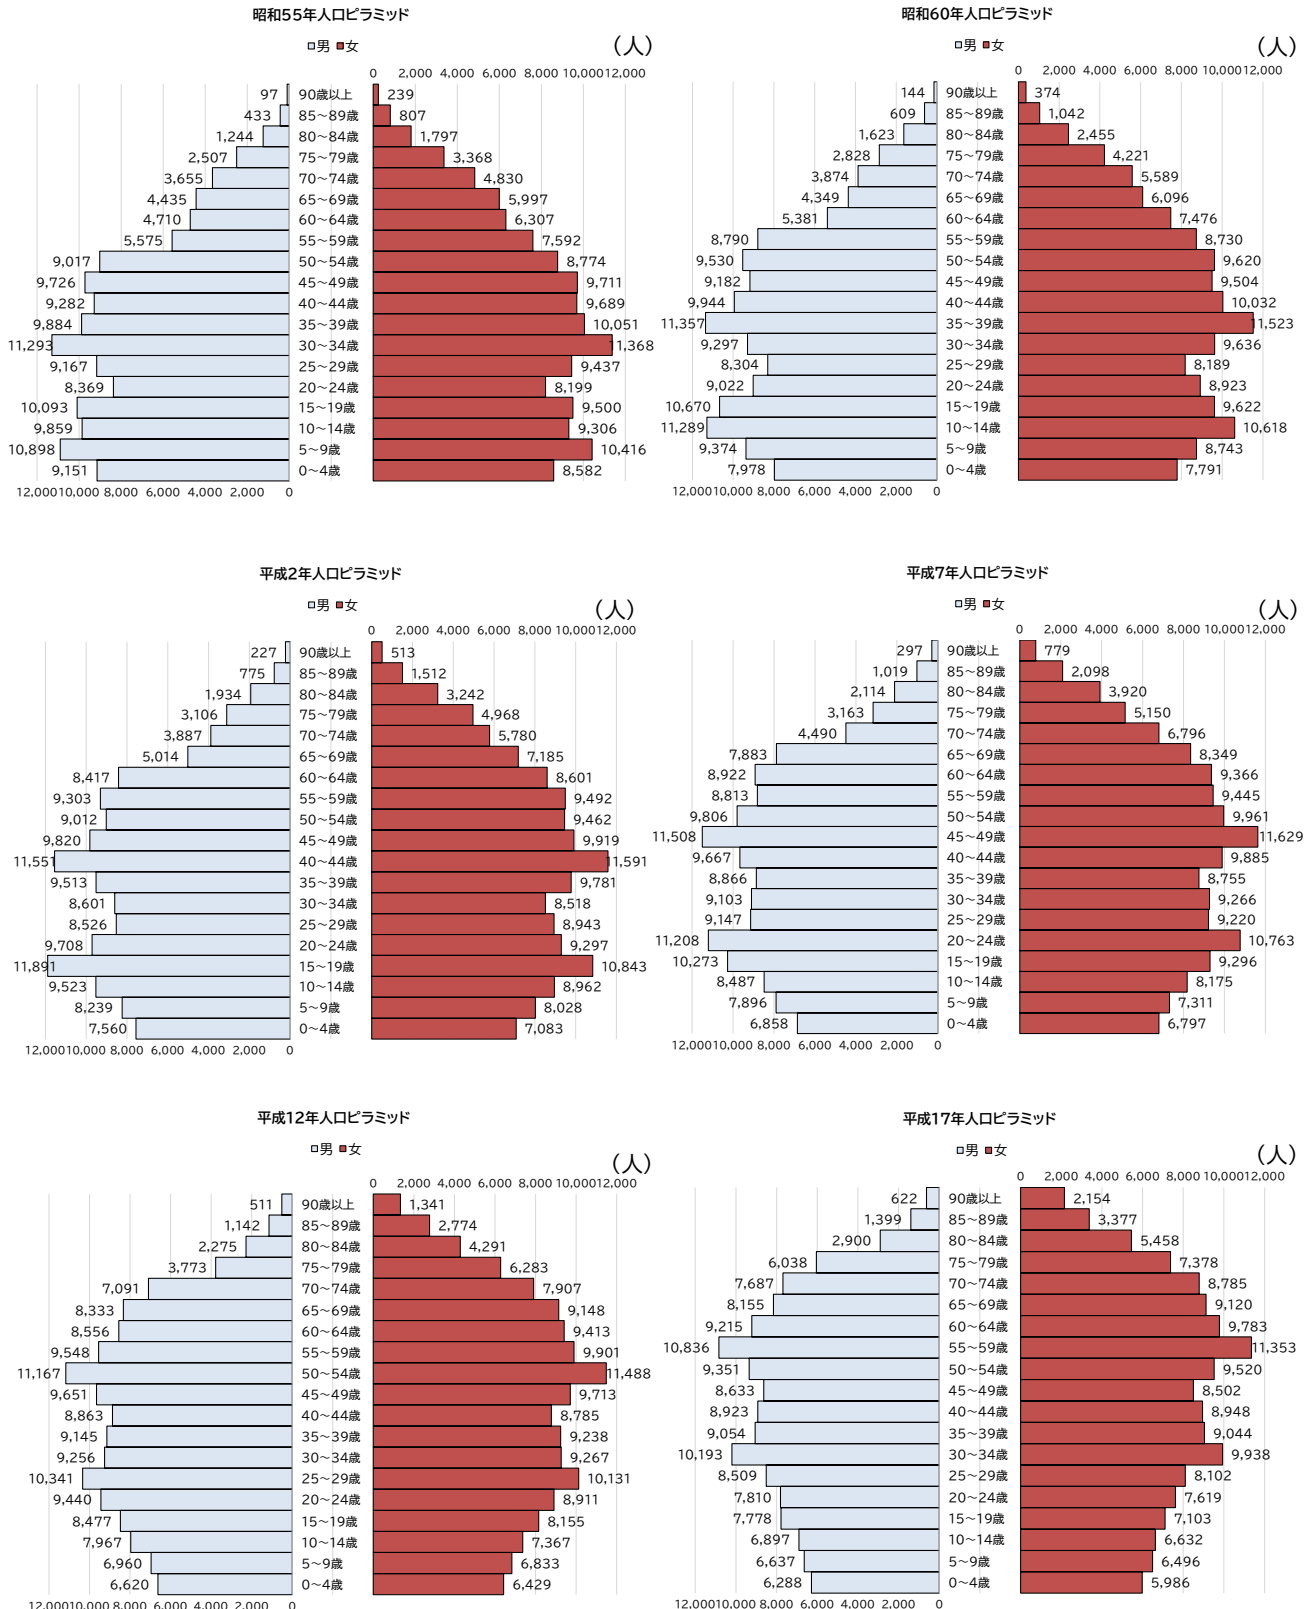 昭和55年人口ピラミッド
□男 ■女
(人)
0 2,000 4,000 6,000 8,000 10,000 12,000
97 90歳以上 239
433 85～89歳 807
1,244 80～84歳 1,797
2,507 75～79歳 3,368
3,655 70～74歳 4,830
4,435 65～69歳 5,997
4,710 60～64歳 6,307
5,575 55～59歳 7,592
9,017 50～54歳 8,774
9,726 45～49歳 9,711
9,282 40～44歳 9,689
9,884 35～39歳 10,051
11,293 30～34歳 11,368
9,167 25～29歳 9,437
8,369 20～24歳 8,199
10,093 15～19歳 9,500
9,859 10～14歳 9,306
10,898 5～9歳 10,416
9,151 0～4歳 8,582
12,000 10,000 8,000 6,000 4,000 2,000 0
昭和60年人口ピラミッド
□男 ■女
(人)
0 2,000 4,000 6,000 8,000 10,000 12,000
144 90歳以上 374
609 85～89歳 1,042
1,623 80～84歳 2,455
2,828 75～79歳 4,221
3,874 70～74歳 5,589
4,349 65～69歳 6,096
5,381 60～64歳 7,476
8,790 55～59歳 8,730
9,530 50～54歳 9,620
9,182 45～49歳 9,504
9,944 40～44歳 10,032
11,357 35～39歳 11,523
9,297 30～34歳 9,636
8,304 25～29歳 8,189
9,022 20～24歳 8,923
10,670 15～19歳 9,622
11,289 10～14歳 10,618
9,374 5～9歳 8,743
7,978 0～4歳 7,791
12,000 10,000 8,000 6,000 4,000 2,000 0
平成2年人口ピラミッド
□男 ■女
(人)
0 2,000 4,000 6,000 8,000 10,000 12,000
227 90歳以上 513
775 85～89歳 1,512
1,934 80～84歳 3,242
3,106 75～79歳 4,968
3,887 70～74歳 5,780
5,014 65～69歳 7,185
8,417 60～64歳 8,601
9,303 55～59歳 9,492
9,012 50～54歳 9,462
9,820 45～49歳 9,919
11,551 40～44歳 11,591
9,513 35～39歳 9,781
8,601 30～34歳 8,518
8,526 25～29歳 8,943
9,708 20～24歳 9,297
11,891 15～19歳 10,843
9,523 10～14歳 8,962
8,239 5～9歳 8,028
7,560 0～4歳 7,083
12,000 10,000 8,000 6,000 4,000 2,000 0
平成7年人口ピラミッド
□男 ■女
(人)
0 2,000 4,000 6,000 8,000 10,000 12,000
297 90歳以上 779
1,019 85～89歳 2,098
2,114 80～84歳 3,920
3,163 75～79歳 5,150
4,490 70～74歳 6,796
7,883 65～69歳 8,349
8,922 60～64歳 9,366
8,813 55～59歳 9,445
9,806 50～54歳 9,961
11,508 45～49歳 11,629
9,667 40～44歳 9,885
8,866 35～39歳 8,755
9,103 30～34歳 9,266
9,147 25～29歳 9,220
11,208 20～24歳 10,763
10,273 15～19歳 9,296
8,487 10～14歳 8,175
7,896 5～9歳 7,311
6,858 0～4歳 6,797
12,000 10,000 8,000 6,000 4,000 2,000 0
平成12年人口ピラミッド
□男 ■女
(人)
0 2,000 4,000 6,000 8,000 10,000 12,000
511 90歳以上 1,341
1,142 85～89歳 2,774
2,275 80～84歳 4,291
3,773 75～79歳 6,283
7,091 70～74歳 7,907
8,333 65～69歳 9,148
8,556 60～64歳 9,413
9,548 55～59歳 9,901
11,167 50～54歳 11,488
9,651 45～49歳 9,713
8,863 40～44歳 8,785
9,145 35～39歳 9,238
9,256 30～34歳 9,267
10,341 25～29歳 10,131
9,440 20～24歳 8,911
8,477 15～19歳 8,155
7,967 10～14歳 7,367
6,960 5～9歳 6,833
6,620 0～4歳 6,429
12,000 10,000 8,000 6,000 4,000 2,000 0
平成17年人口ピラミッド
□男 ■女
(人)
0 2,000 4,000 6,000 8,000 10,000 12,000
622 90歳以上 2,154
1,399 85～89歳 3,377
2,900 80～84歳 5,458
6,038 75～79歳 7,378
7,687 70～74歳 8,785
8,155 65～69歳 9,120
9,215 60～64歳 9,783
10,836 55～59歳 11,353
9,351 50～54歳 9,520
8,633 45～49歳 8,502
8,923 40～44歳 8,948
9,054 35～39歳 9,044
10,193 30～34歳 9,938
8,509 25～29歳 8,102
7,810 20～24歳 7,619
7,778 15～19歳 7,103
6,897 10～14歳 6,632
6,637 5～9歳 6,496
6,288 0～4歳 5,986
12,000 10,000 8,000 6,000 4,000 2,000 0